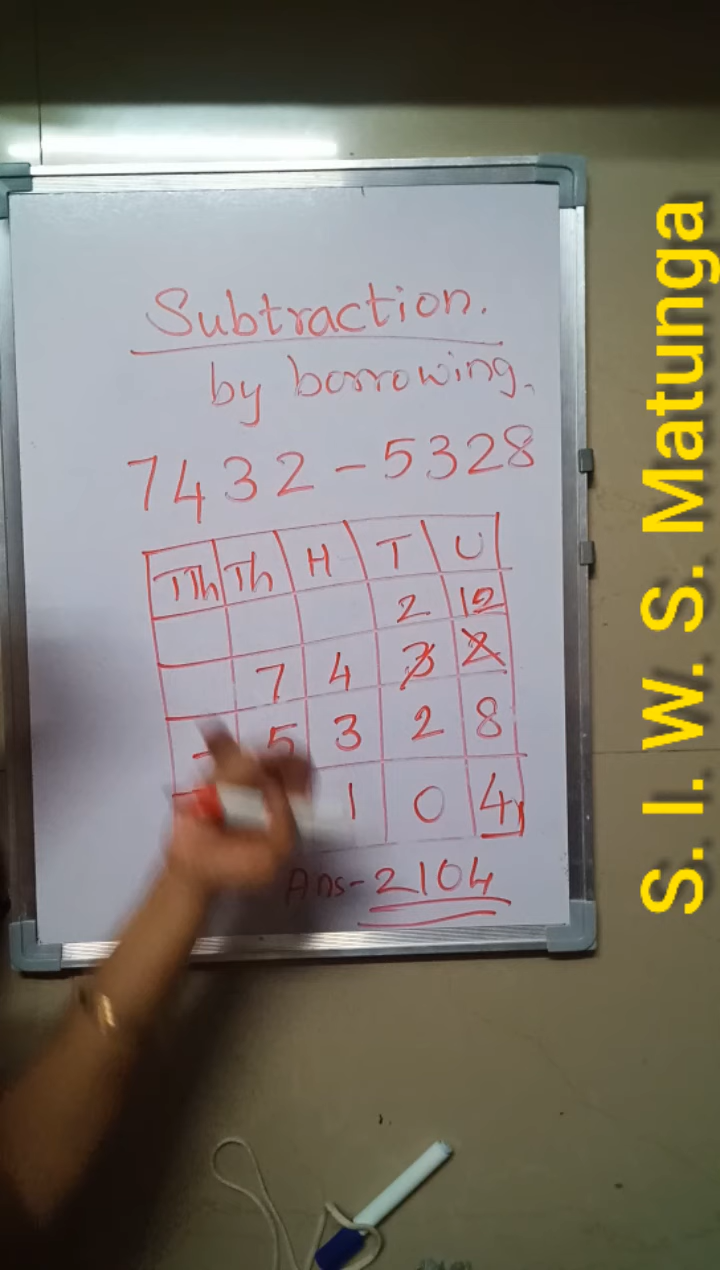 Subtraction.
by borrowing.
7432 - 5328
TTh Th H T U
2 12
7 4 3 2
- 5 3 2 8
1 0 4
Ans- 2104
S. I. W. S. Matunga